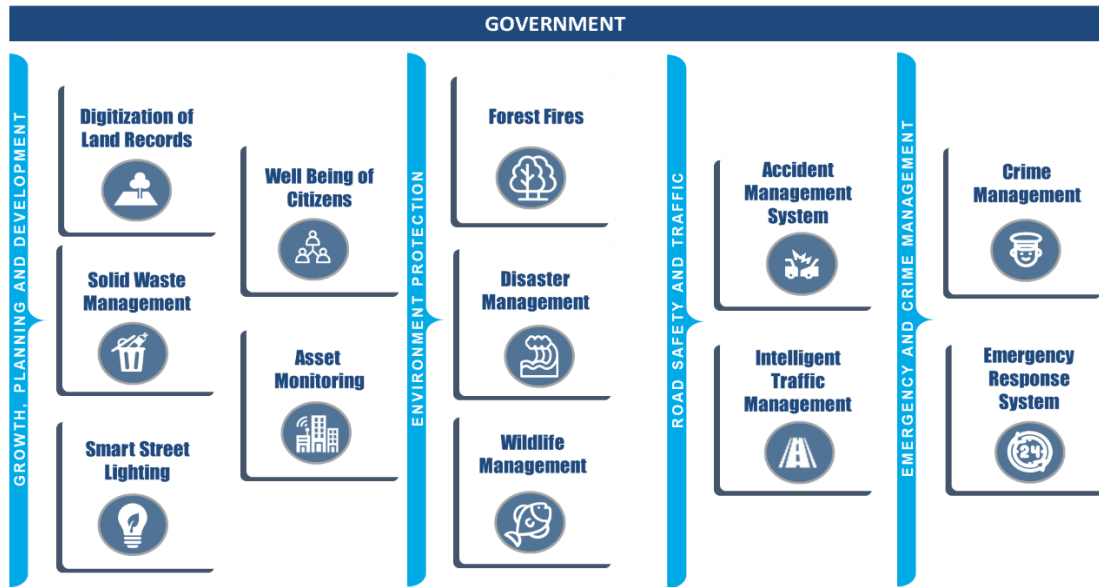 GOVERNMENT
GROWTH, PLANNING AND DEVELOPMENT
Digitization of
Land Records
Solid Waste
Management
Smart Street
Lighting
Well Being of
Citizens
Asset
Monitoring
ENVIRONMENT PROTECTION
Forest Fires
Disaster
Management
Wildlife
Management
ROAD SAFETY AND TRAFFIC
Accident
Management
System
Intelligent
Traffic
Management
EMERGENCY AND CRIME MANAGEMENT
Crime
Management
Emergency
Response
System
24